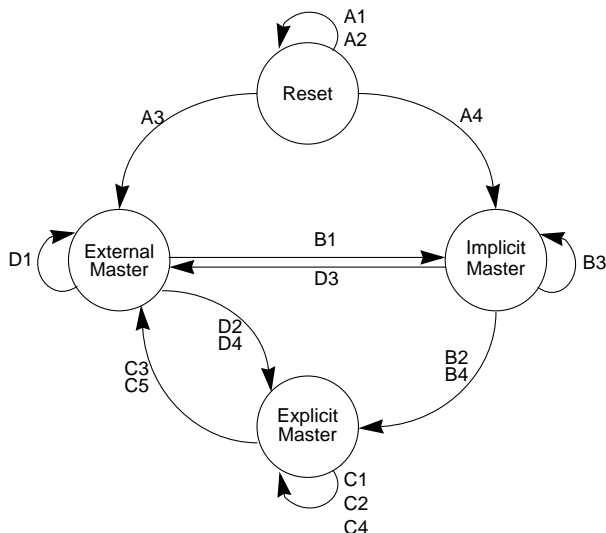 A1
A2
Reset
A3
A4
External
Master
Implicit
Master
D1
B1
D3
B3
D2
D4
B2
B4
C3
C5
Explicit
Master
C1
C2
C4